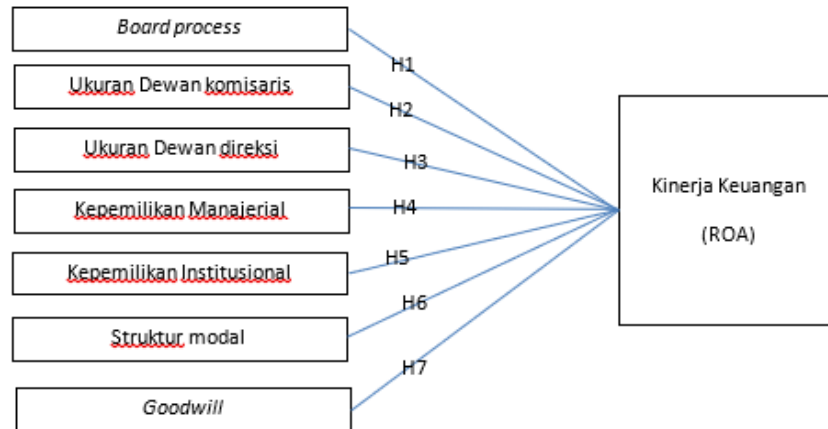 Board process
H1
Ukuran Dewan komisaris
H2
Ukuran Dewan direksi
H3
Kepemilikan Manajerial
H4
Kepemilikan Institusional
H5
Struktur modal
H6
Goodwill
H7
Kinerja Keuangan
(ROA)